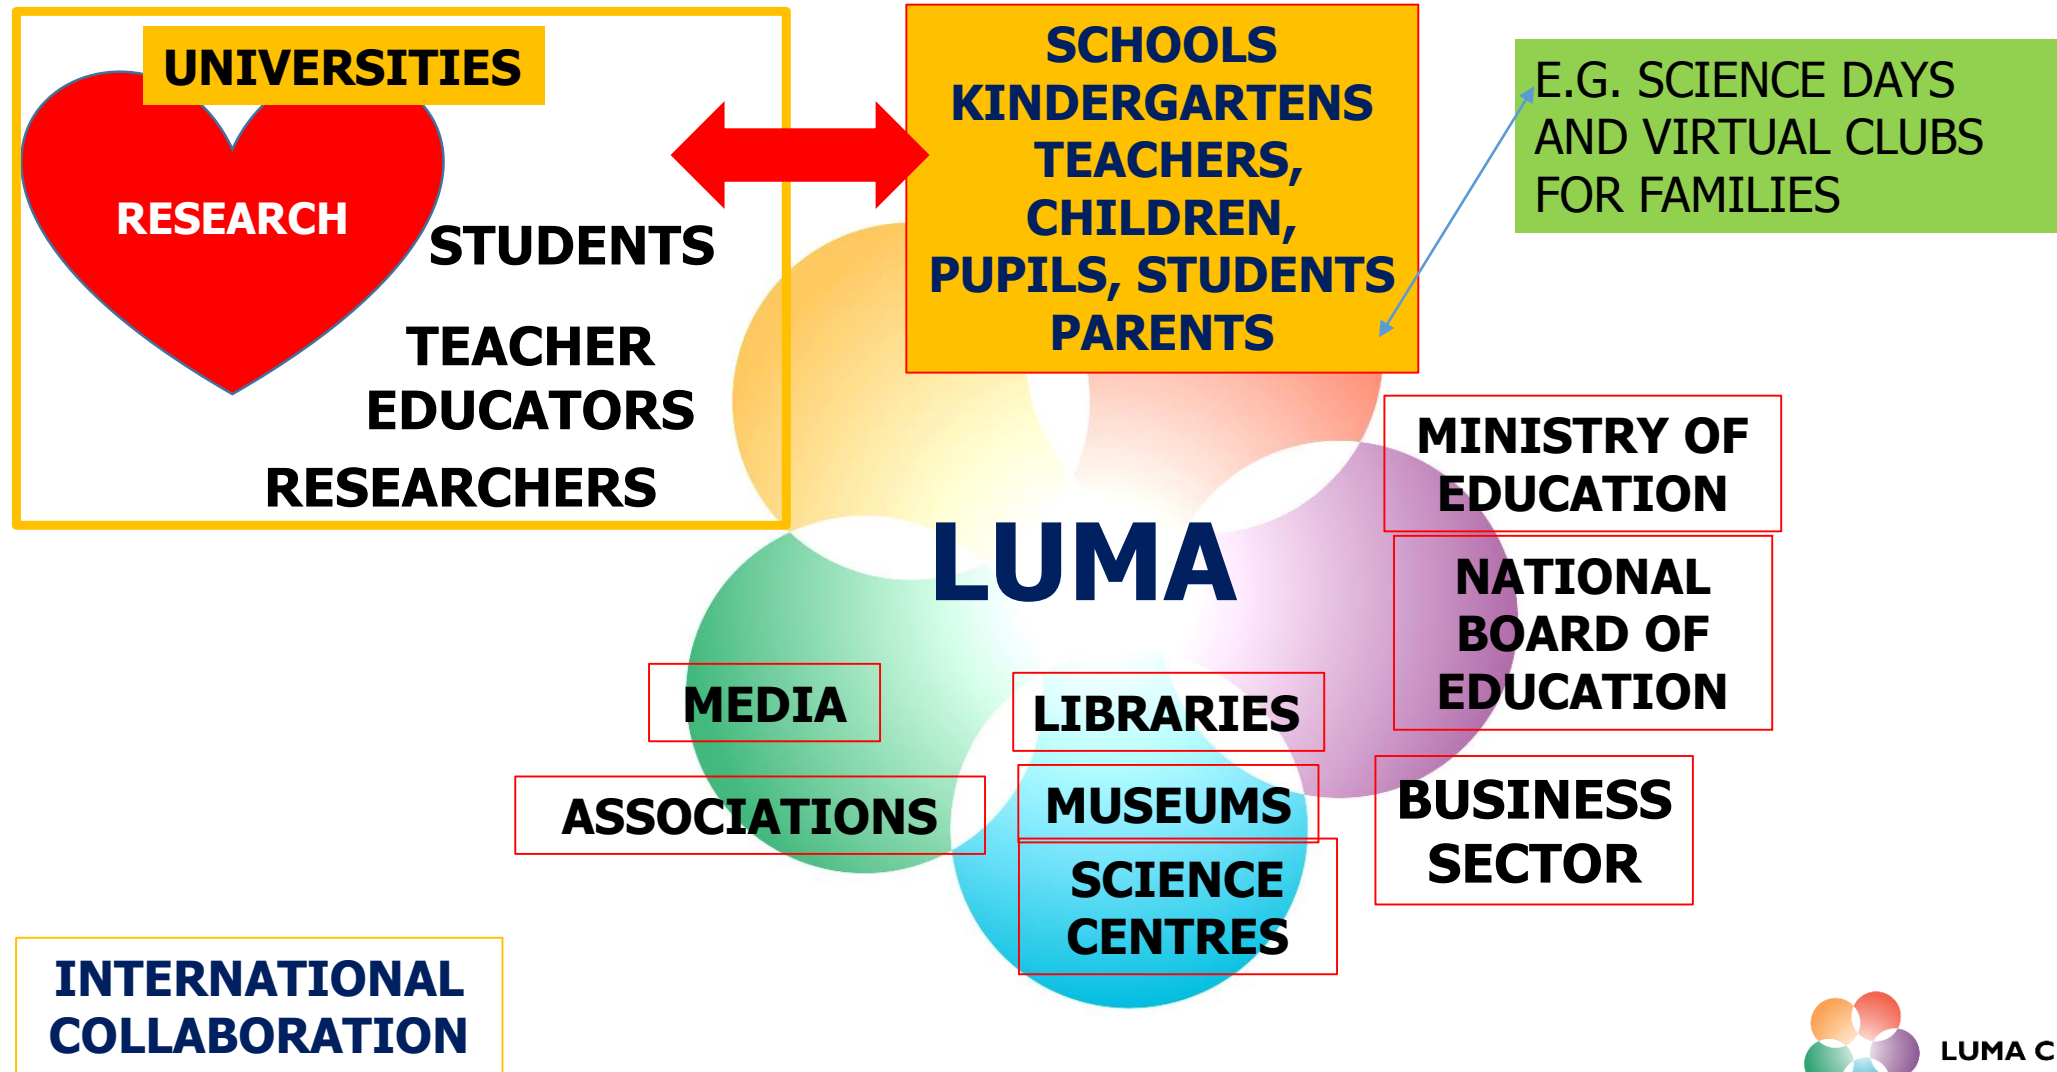 UNIVERSITIES
RESEARCH
STUDENTS
TEACHER
EDUCATORS
RESEARCHERS
SCHOOLS
KINDERGARTENS
TEACHERS,
CHILDREN,
PUPILS, STUDENTS
PARENTS
E.G. SCIENCE DAYS
AND VIRTUAL CLUBS
FOR FAMILIES
LUMA
MINISTRY OF
EDUCATION
NATIONAL
BOARD OF
EDUCATION
BUSINESS
SECTOR
MEDIA
ASSOCIATIONS
LIBRARIES
MUSEUMS
SCIENCE
CENTRES
INTERNATIONAL
COLLABORATION
LUMA C